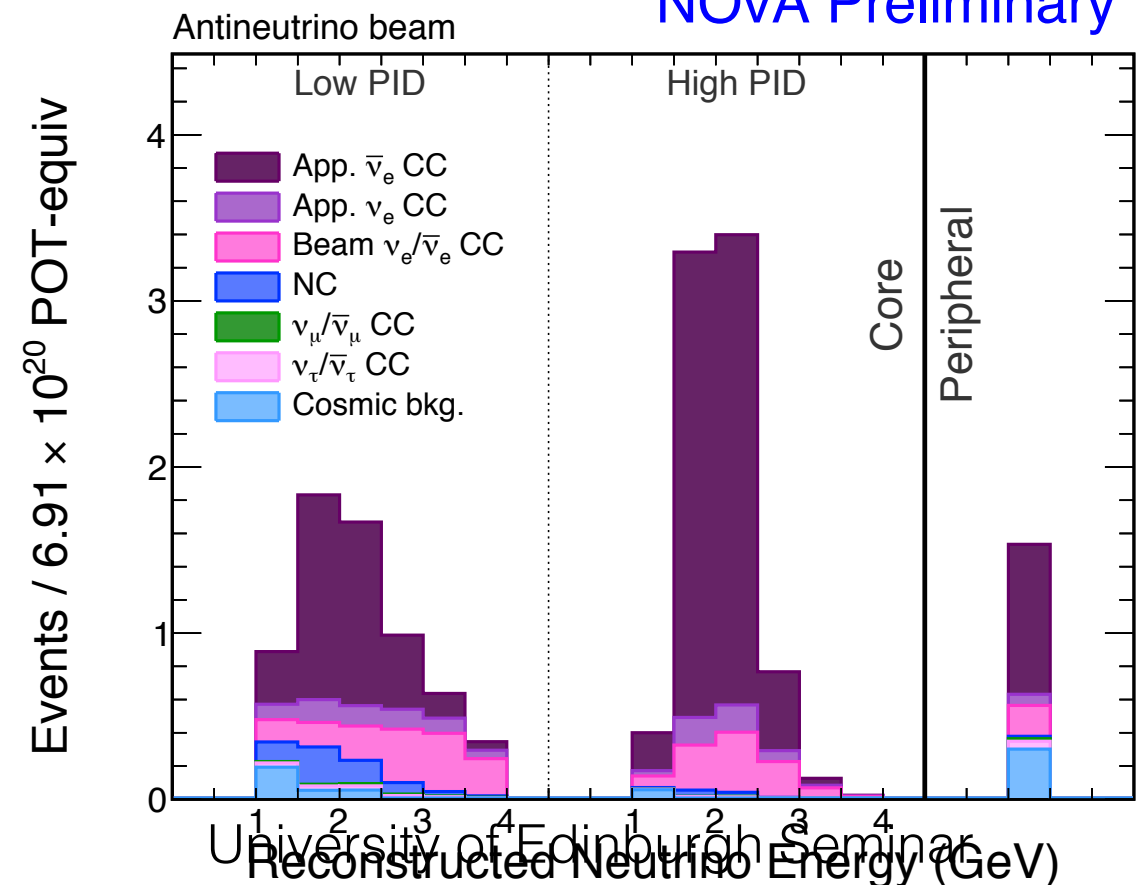 NOvA Preliminary
Antineutrino beam
Low PID
High PID
App. ν̅e CC
App. νe CC
Beam νe/ν̅e CC
NC
νμ/ν̅μ CC
ντ/ν̅τ CC
Cosmic bkg.
Core
Peripheral
Events / 6.91 × 10²⁰ POT-equiv
4
3
2
1
0
1 2 3 4 1 2 3 4
University of Edinburgh Seminar
Reconstructed Neutrino Energy (GeV)